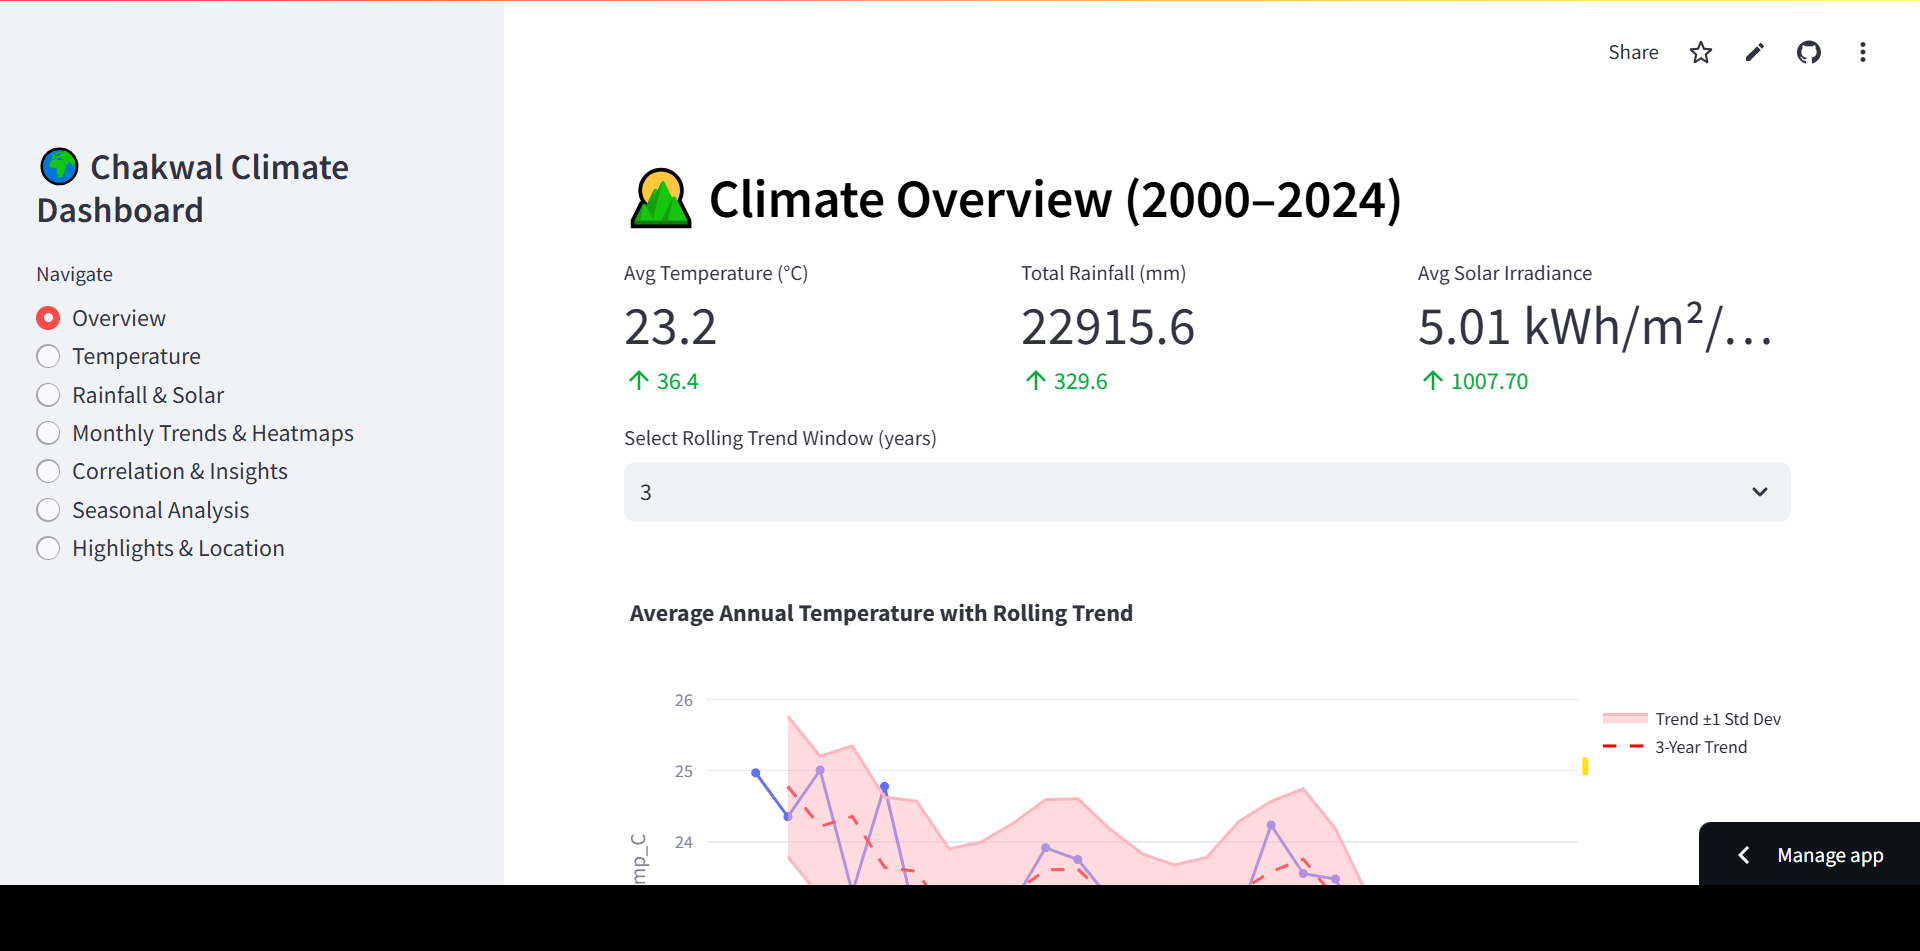 Share
Chakwal Climate
Dashboard
Navigate
Overview
Temperature
Rainfall & Solar
Monthly Trends & Heatmaps
Correlation & Insights
Seasonal Analysis
Highlights & Location
Climate Overview (2000–2024)
Avg Temperature (°C)
23.2
↑ 36.4
Total Rainfall (mm)
22915.6
↑ 329.6
Avg Solar Irradiance
5.01 kWh/m²/...
↑ 1007.70
Select Rolling Trend Window (years)
3
Average Annual Temperature with Rolling Trend
26
25
24
mp_C
Trend ±1 Std Dev
3-Year Trend
Manage app